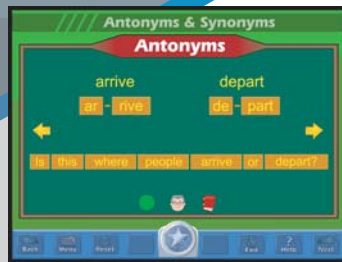 Antonyms & Synonyms
Antonyms
arrive depart
ar - rive de - part
Is this where people arrive or depart?
Back Menu Reset Exit ? Help Next